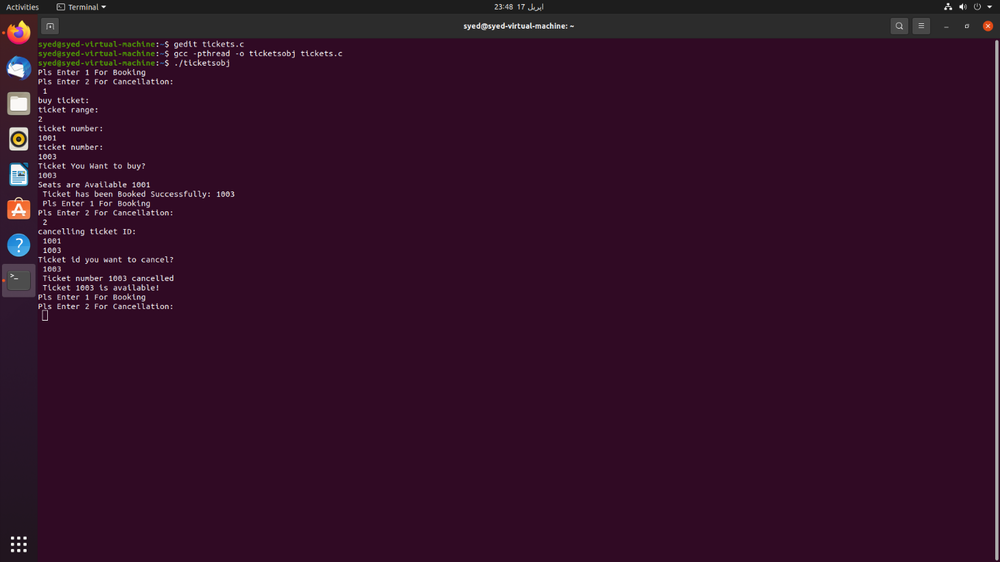 Activities
Terminal
23:48 17 اپریل
syed@syed-virtual-machine: ~
syed@syed-virtual-machine:~$ gedit tickets.c
syed@syed-virtual-machine:~$ gcc -pthread -o ticketsobj tickets.c
syed@syed-virtual-machine:~$ ./ticketsobj
Pls Enter 1 For Booking
Pls Enter 2 For Cancellation:
1
buy ticket:
ticket range:
2
ticket number:
1001
ticket number:
1003
Ticket You Want to buy?
1003
Seats are Available 1001
Ticket has been Booked Successfully: 1003
Pls Enter 1 For Booking
Pls Enter 2 For Cancellation:
2
cancelling ticket ID:
1001
1003
Ticket id you want to cancel?
1003
Ticket number 1003 cancelled
Ticket 1003 is available!
Pls Enter 1 For Booking
Pls Enter 2 For Cancellation: